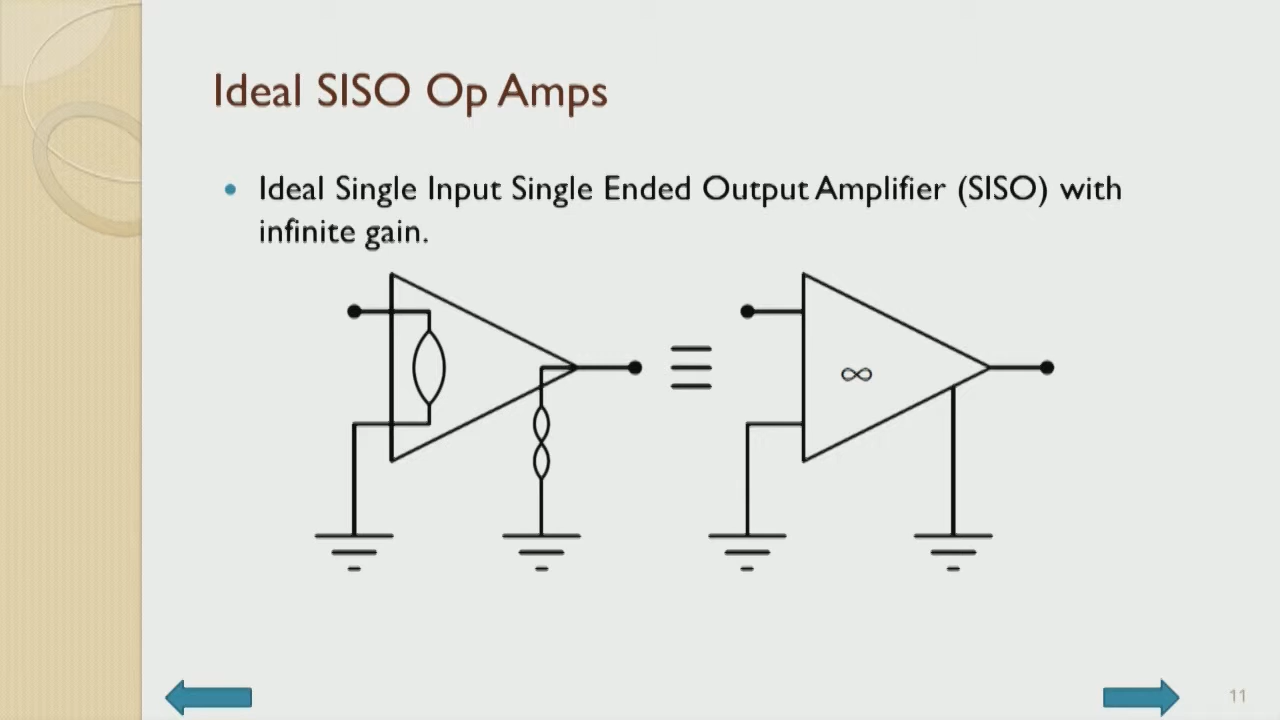 Ideal SISO Op Amps
• Ideal Single Input Single Ended Output Amplifier (SISO) with
infinite gain.
∞
11